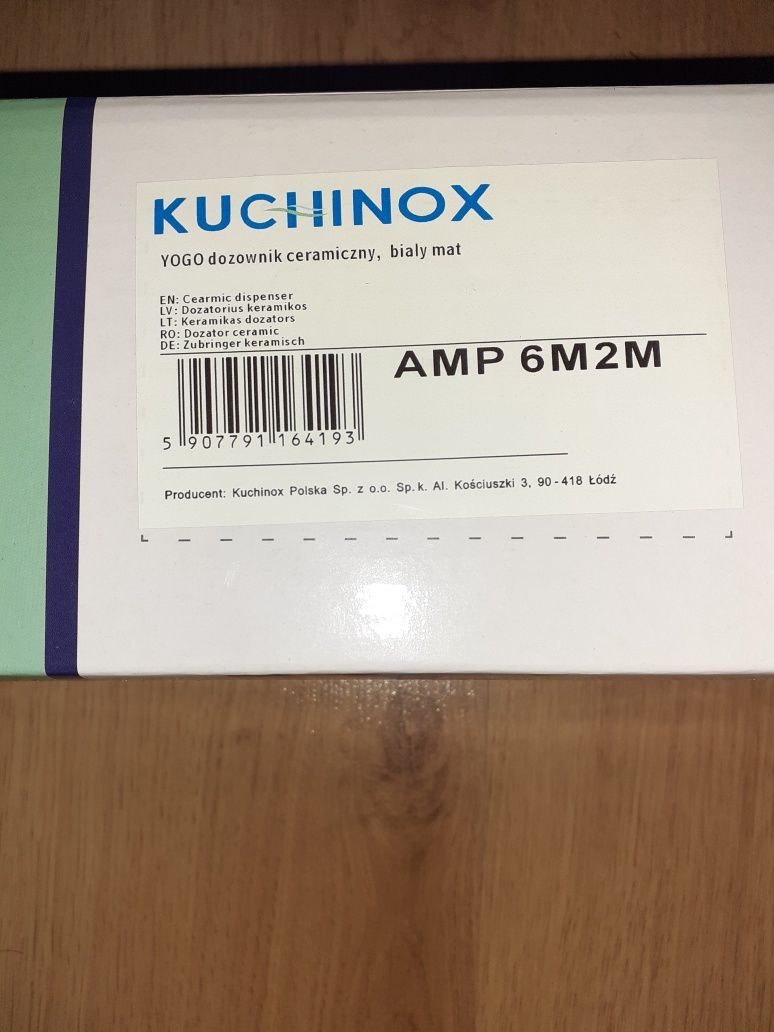 KUCHINOX
YOGO dozownik ceramiczny, bialy mat
EN: Cearmic dispenser
LV: Dozatorius keramikos
LT: Keramikas dozators
RO: Dozator ceramic
DE: Zubringer keramisch
AMP 6M2M
5 907791 164193
Producent: Kuchinox Polska Sp. z o.o. Sp.k. Al. Kościuszki 3, 90-418 Łódź